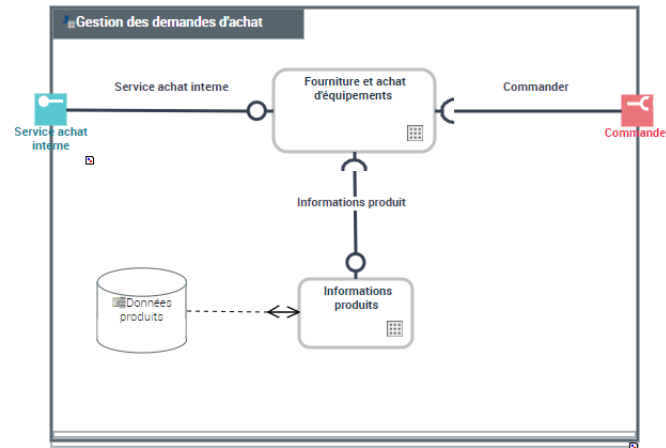 Gestion des demandes d'achat
Service achat interne
Fourniture et achat
d'équipements
Commander
Service achat
interne
Commande
Informations produit
Informations
produits
Données
produits